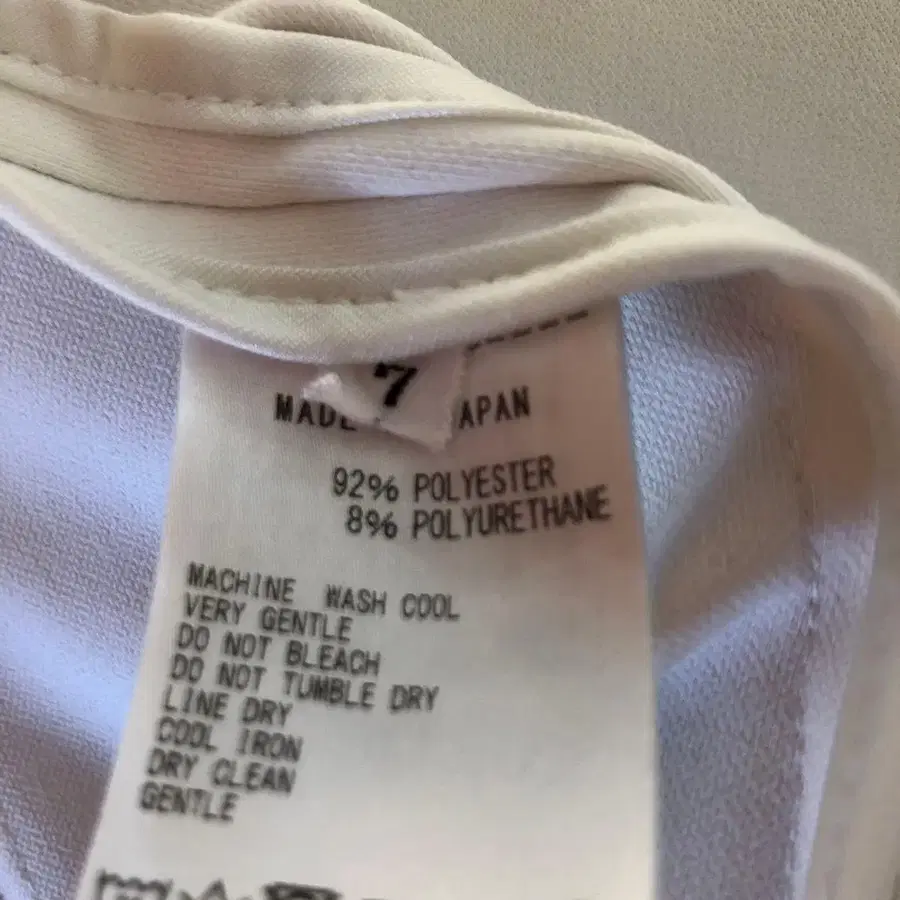 7
MADE APAN
92% POLYESTER
8% POLYURETHANE
MACHINE WASH COOL
VERY GENTLE
DO NOT BLEACH
DO NOT TUMBLE DRY
LINE DRY
COOL IRON
DRY CLEAN
GENTLE